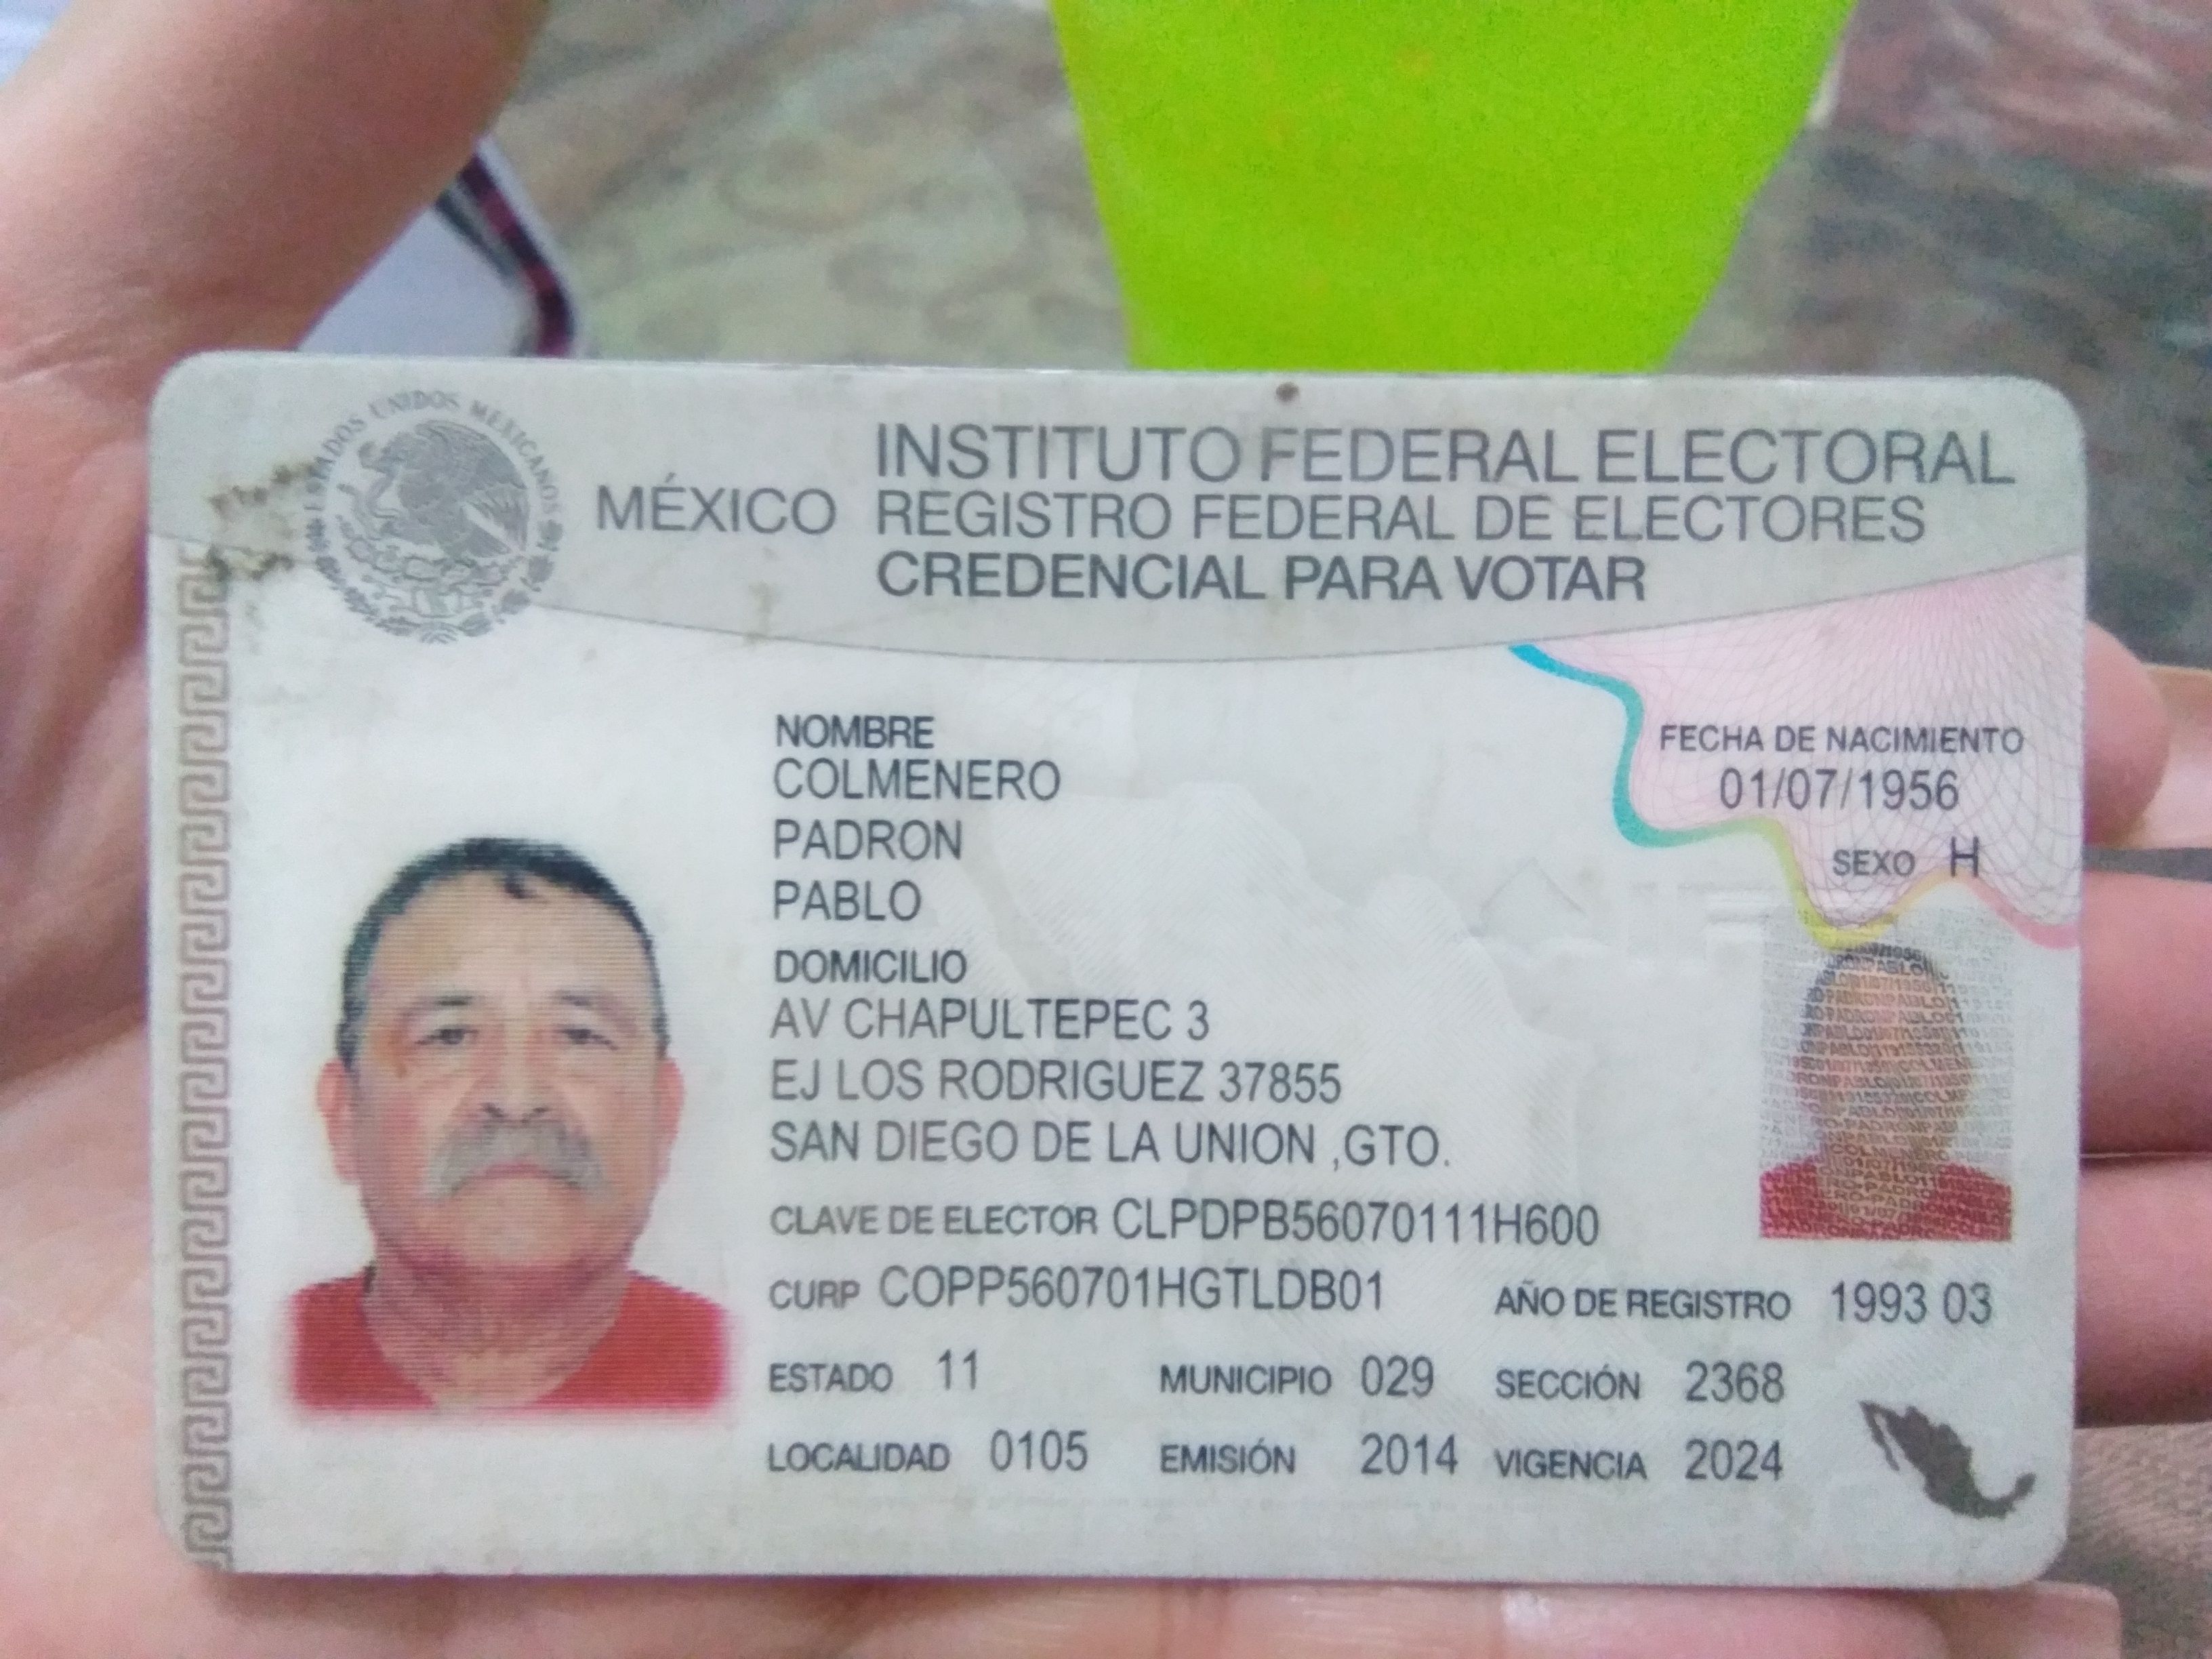 ESTADOS UNIDOS MEXICANOS
MÉXICO
INSTITUTO FEDERAL ELECTORAL
REGISTRO FEDERAL DE ELECTORES
CREDENCIAL PARA VOTAR
NOMBRE
COLMENERO
PADRON
PABLO
FECHA DE NACIMIENTO
01/07/1956
SEXO H
DOMICILIO
AV CHAPULTEPEC 3
EJ LOS RODRIGUEZ 37855
SAN DIEGO DE LA UNION ,GTO.
CLAVE DE ELECTOR CLPDPB56070111H600
CURP COPP560701HGTLDB01
AÑO DE REGISTRO 1993 03
ESTADO 11 MUNICIPIO 029 SECCIÓN 2368
LOCALIDAD 0105 EMISIÓN 2014 VIGENCIA 2024